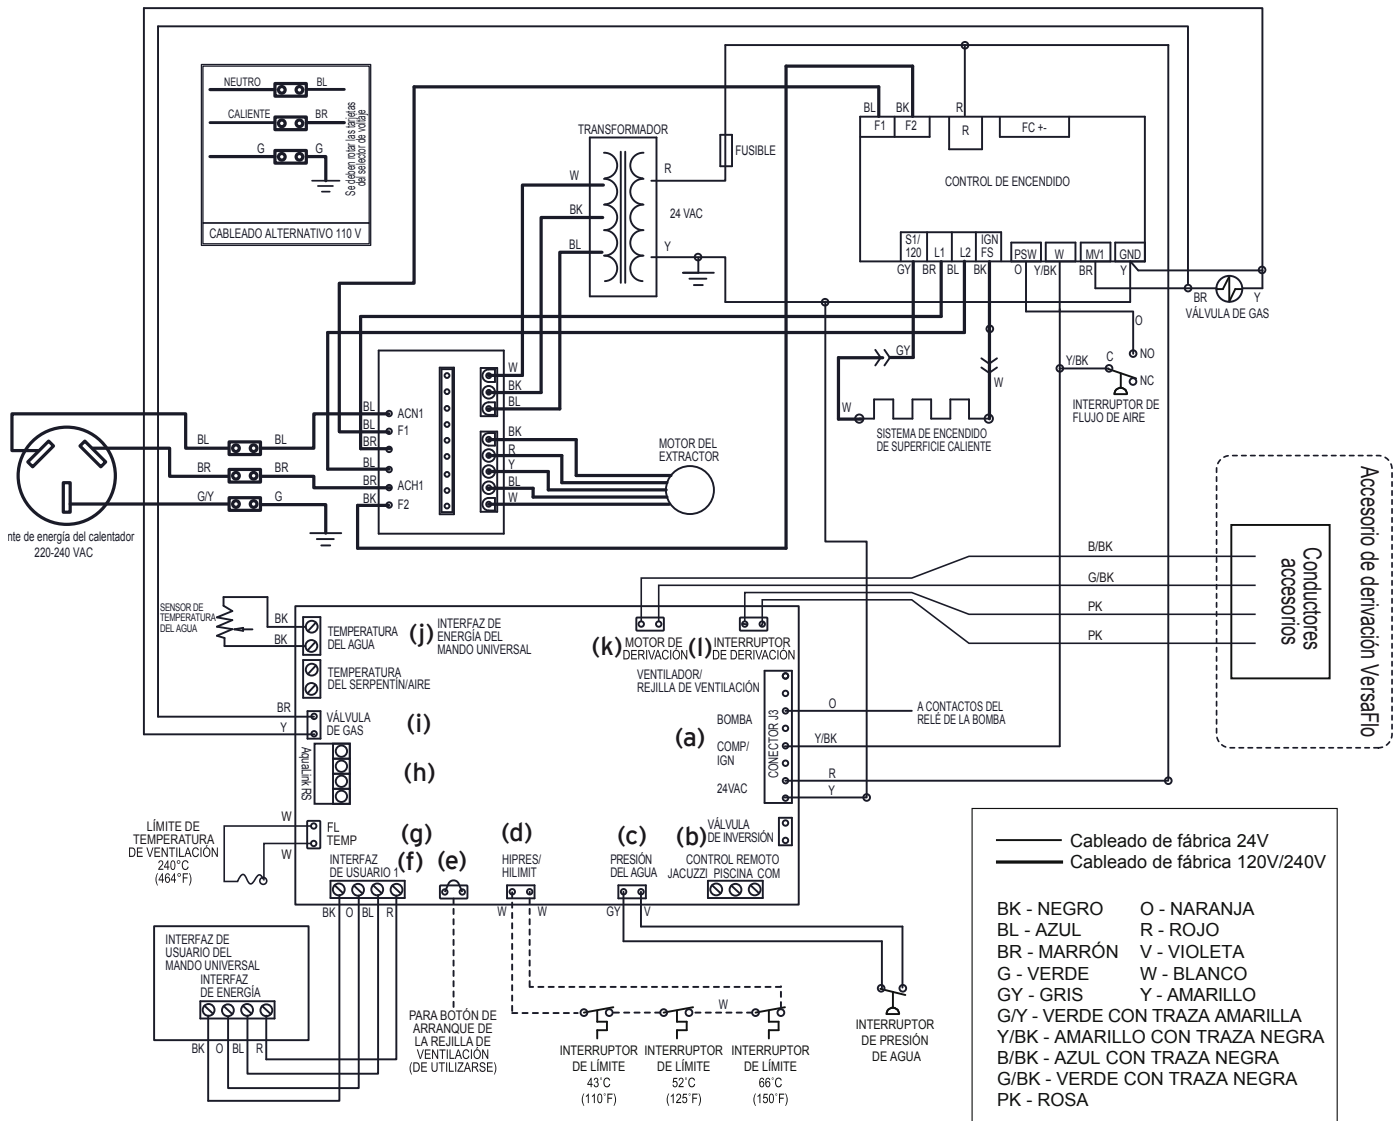 NEUTRO
BL
CALIENTE
BR
G
G
Se deben rotar las tarjetas
del selector de voltaje
CABLEADO ALTERNATIVO 110 V
TRANSFORMADOR
W
BK
BL
R
24 VAC
Y
FUSIBLE
BL
BK
R
F1
F2
R
FC +-
CONTROL DE ENCENDIDO
S1/
120
L1
L2
IGN
FS
PSW
W
MV1
GND
GY
BR
BL
BK
O
Y/BK
BR
Y
BR
Y
VÁLVULA DE GAS
O
NO
Y/BK
C
NC
INTERRUPTOR DE
FLUJO DE AIRE
GY
W
W
SISTEMA DE ENCENDIDO
DE SUPERFICIE CALIENTE
BL
ACN1
BL
F1
BR
BL
BR
ACH1
BK
F2
W
BK
BL
BK
R
Y
BL
W
MOTOR DEL
EXTRACTOR
BL
BL
BR
BR
G/Y
G
nte de energía del calentador
220-240 VAC
Accesorio de derivación VersaFlo
Conductores
accesorios
B/BK
G/BK
PK
PK
SENSOR DE
TEMPERATURA
DEL AGUA
BK
BK
TEMPERATURA
DEL AGUA
(j)
INTERFAZ DE
ENERGÍA DEL
MANDO UNIVERSAL
TEMPERATURA
DEL SERPENTÍN/AIRE
(k)
MOTOR DE
DERIVACIÓN
(l)
INTERRUPTOR
DE DERIVACIÓN
VENTILADOR/
REJILLA DE VENTILACIÓN
BR
Y
VÁLVULA
DE GAS
(i)
AquaLink RS
(h)
(a)
BOMBA
COMP/
IGN
24VAC
CONECTOR J3
O
A CONTACTOS DEL
RELÉ DE LA BOMBA
Y/BK
R
Y
LÍMITE DE
TEMPERATURA
DE VENTILACIÓN
240°C
(464°F)
W
W
FL
TEMP
(g)
(f)
INTERFAZ
DE USUARIO 1
(e)
(d)
HIPRES/
HILIMIT
(c)
PRESIÓN
DEL AGUA
(b)
VÁLVULA
DE INVERSIÓN
CONTROL REMOTO
JACUZZI PISCINA COM
BK
O
BL
R
W
W
GY
V
INTERFAZ DE
USUARIO DEL
MANDO UNIVERSAL
INTERFAZ
DE ENERGÍA
BK
O
BL
R
PARA BOTÓN DE
ARRANQUE DE
LA REJILLA DE
VENTILACIÓN
(DE UTILIZARSE)
W
INTERRUPTOR
DE LÍMITE
43˚C
(110˚F)
INTERRUPTOR
DE LÍMITE
52˚C
(125˚F)
INTERRUPTOR
DE LÍMITE
66˚C
(150˚F)
INTERRUPTOR
DE PRESIÓN
DE AGUA
Cableado de fábrica 24V
Cableado de fábrica 120V/240V
BK - NEGRO
O - NARANJA
BL - AZUL
R - ROJO
BR - MARRÓN
V - VIOLETA
G - VERDE
W - BLANCO
GY - GRIS
Y - AMARILLO
G/Y - VERDE CON TRAZA AMARILLA
Y/BK - AMARILLO CON TRAZA NEGRA
B/BK - AZUL CON TRAZA NEGRA
G/BK - VERDE CON TRAZA NEGRA
PK - ROSA